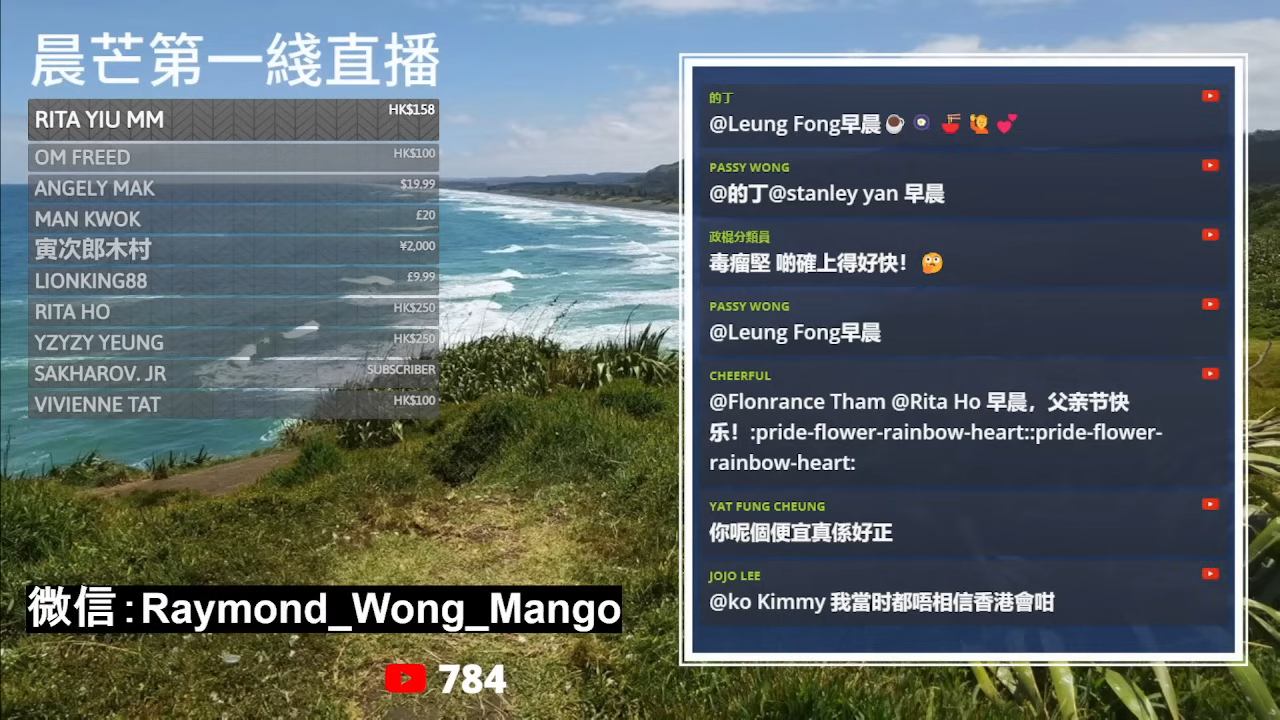 晨芒第一綫直播
RITA YIU MM HK$158
OM FREED HK$100
ANGELY MAK $19.99
MAN KWOK £20
寅次郎木村 ¥2,000
LIONKING88 £9.99
RITA HO HK$250
YZYZY YEUNG HK$250
SAKHAROV. JR SUBSCRIBER
VIVIENNE TAT HK$100
微信:Raymond_Wong_Mango
784
的丁
@Leung Fong早晨☕🧿🍜🙋💕
PASSY WONG
@的丁@stanley yan 早晨
政棍分類員
毒瘤堅 啲確上得好快！🤔
PASSY WONG
@Leung Fong早晨
CHEERFUL
@Flonrance Tham @Rita Ho 早晨，父亲节快
乐！:pride-flower-rainbow-heart::pride-flower-
rainbow-heart:
YAT FUNG CHEUNG
你呢個便宜真係好正
JOJO LEE
@ko Kimmy 我當时都唔相信香港會咁